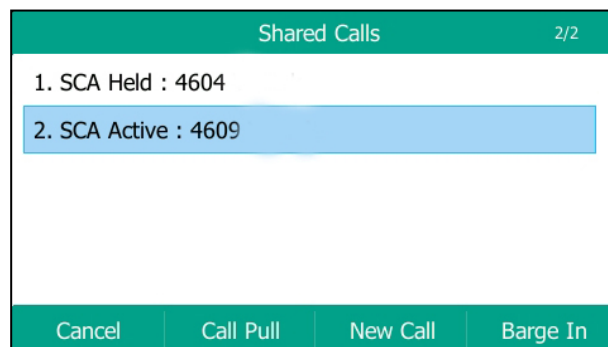 Shared Calls 2/2
1. SCA Held : 4604
2. SCA Active : 4609
Cancel Call Pull New Call Barge In